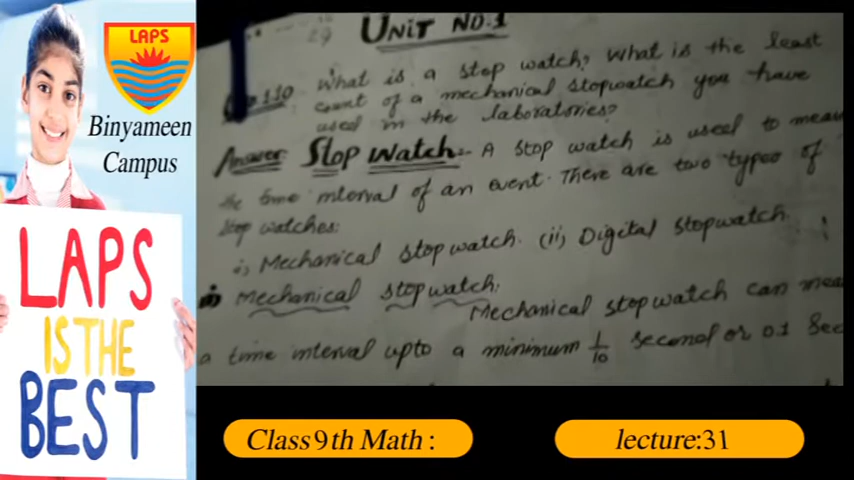 LAPS
Binyameen
Campus
LAPS
IS THE
BEST
29
UNIT NO.1
1.10 What is a stop watch? What is the least
count of a mechanical stopwatch you have
used in the laboratories?
Answer: Stop Watch:- A stop watch is used to
the time interval of an event. There are two types of
stop watches:
i, Mechanical stopwatch. (ii) Digital stopwatch.
Mechanical stopwatch:
Mechanical stopwatch can
a time interval upto a minimum 1/10 second or 0.1 Sec
Class 9th Math :
lecture:31